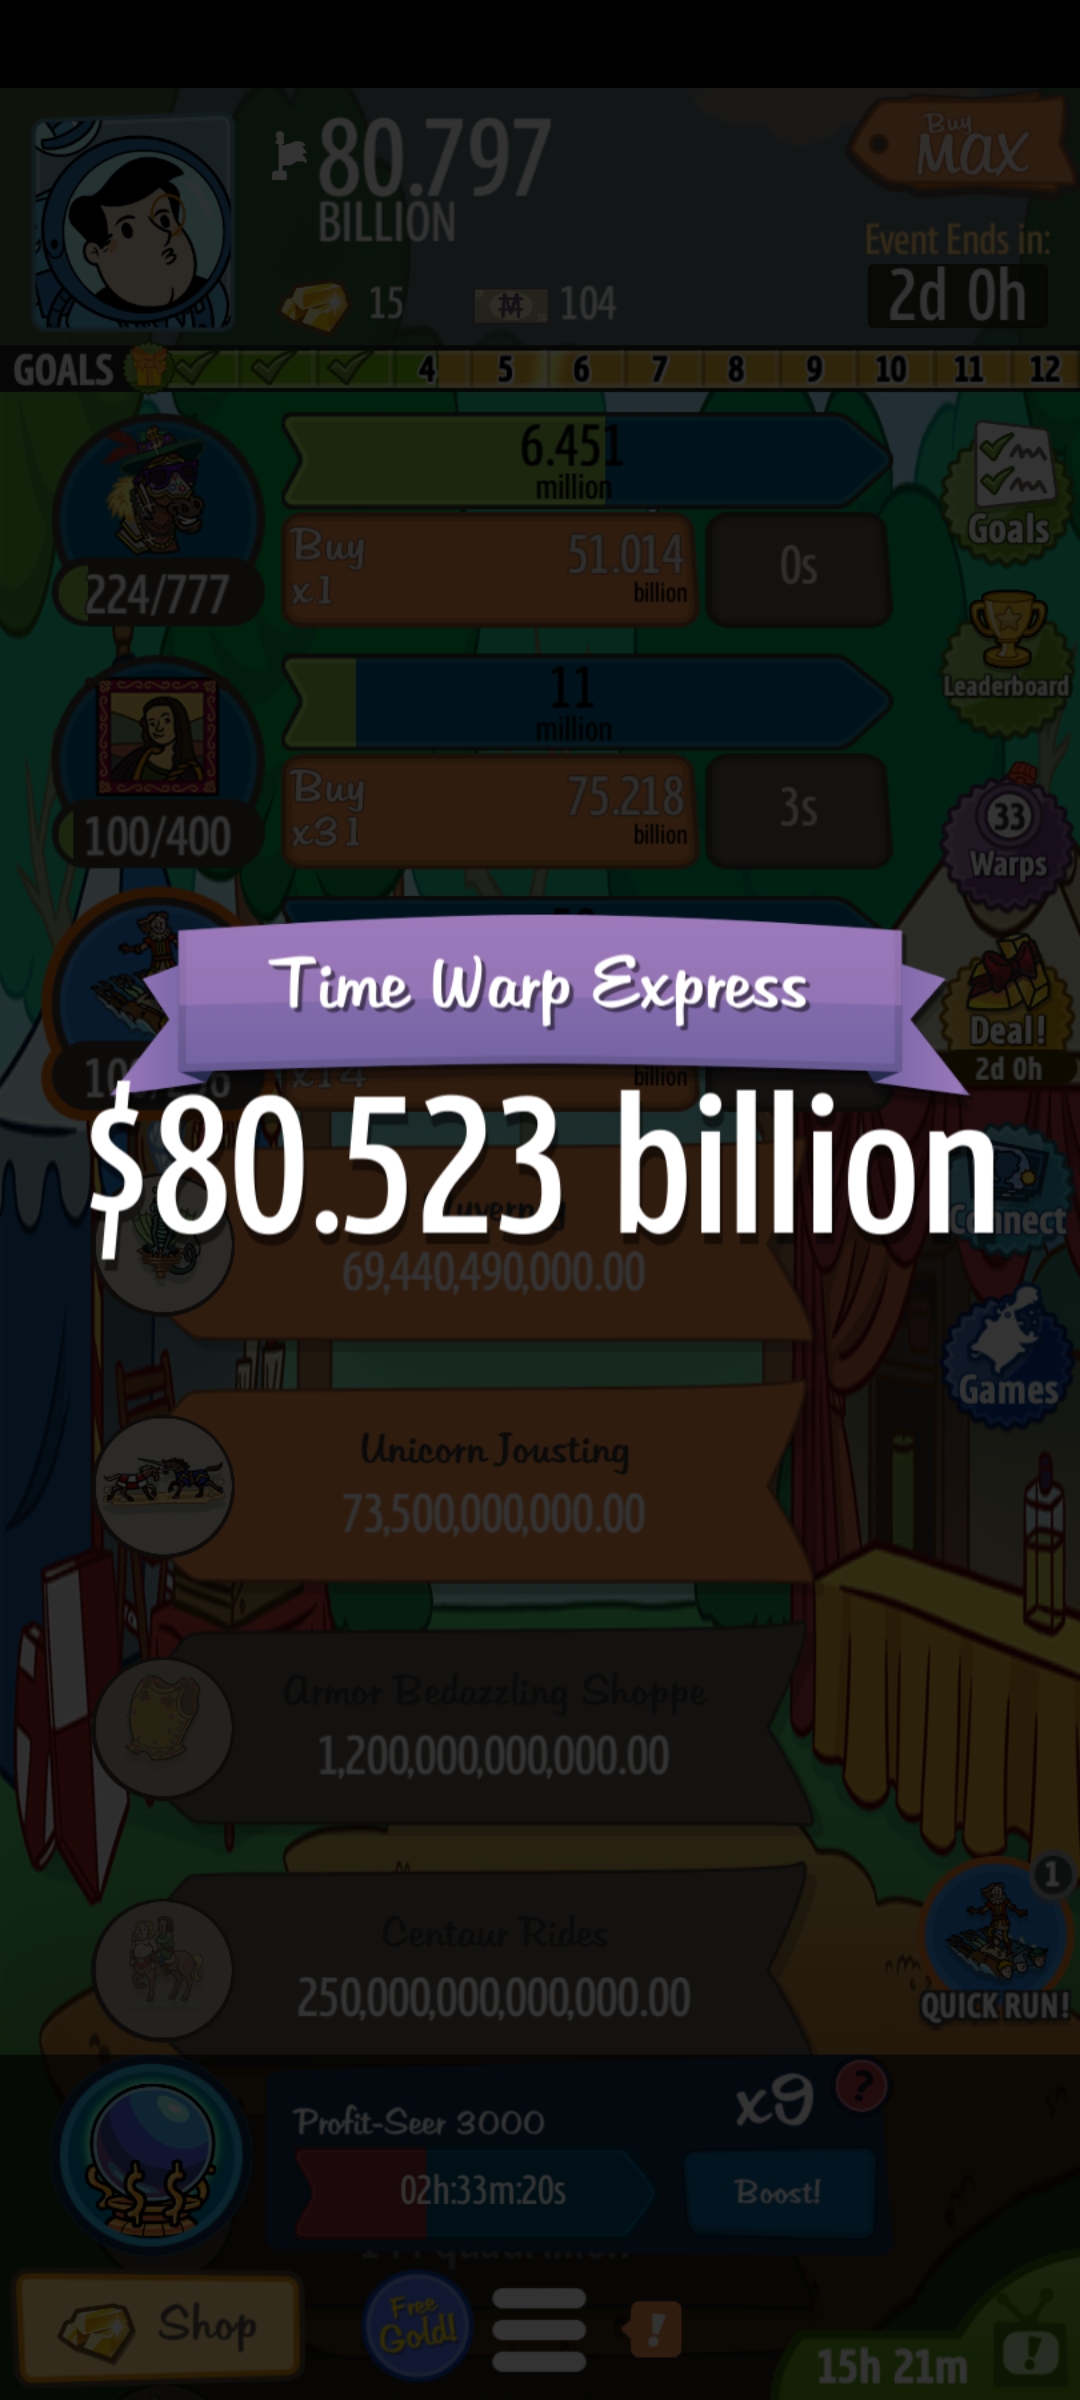 80.797
BILLION
Buy
MAX
Event Ends in:
2d 0h
15
104
GOALS
4 5 6 7 8 9 10 11 12
6.451
million
Buy
x1
51.014
billion
0s
224/777
Goals
Leaderboard
11
million
Buy
x31
75.218
billion
3s
100/400
33
Warps
Time Warp Express
Deal!
2d 0h
x14
billion
$80.523 billion
Connect
69,440,490,000.00
Unicorn Jousting
73,500,000,000.00
Games
Armor Bedazzling Shoppe
1,200,000,000,000.00
Centaur Rides
250,000,000,000,000.00
1
QUICK RUN!
Profit-Seer 3000
x9
?
02h:33m:20s
Boost!
Shop
Free
Gold!
!
15h 21m
!